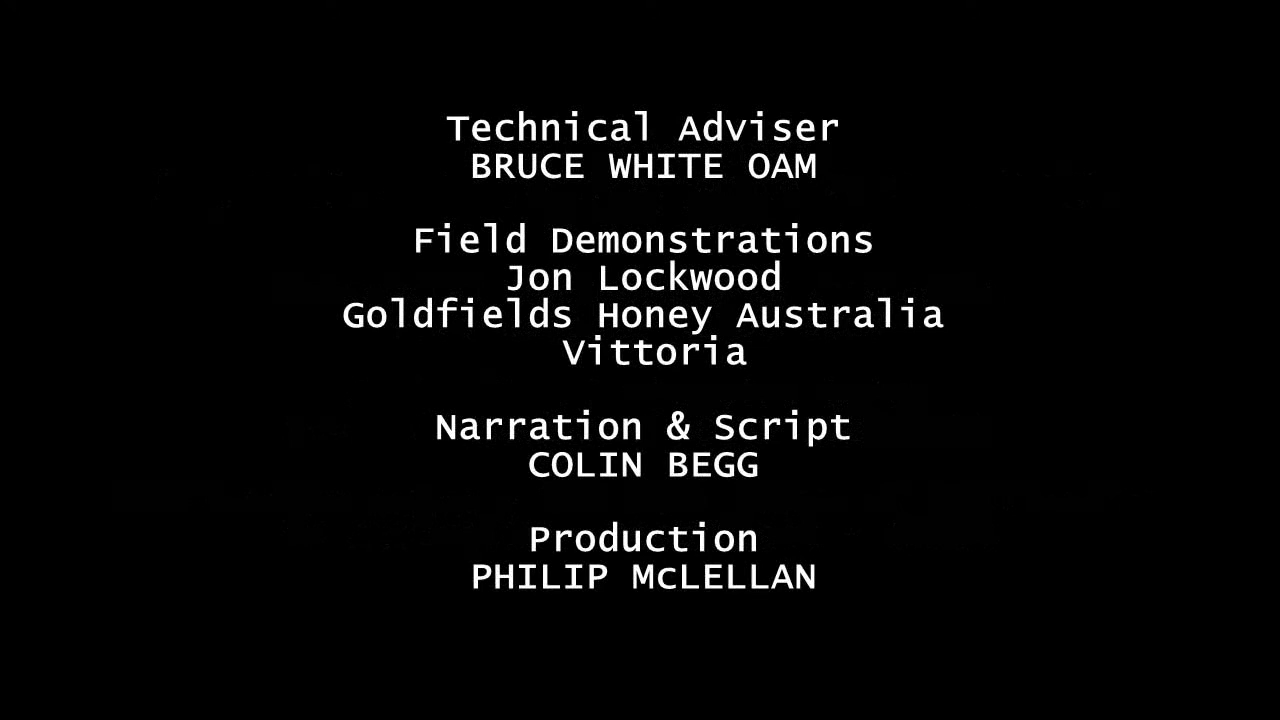 Technical Adviser
BRUCE WHITE OAM
Field Demonstrations
Jon Lockwood
Goldfields Honey Australia
Vittoria
Narration & Script
COLIN BEGG
Production
PHILIP McLELLAN